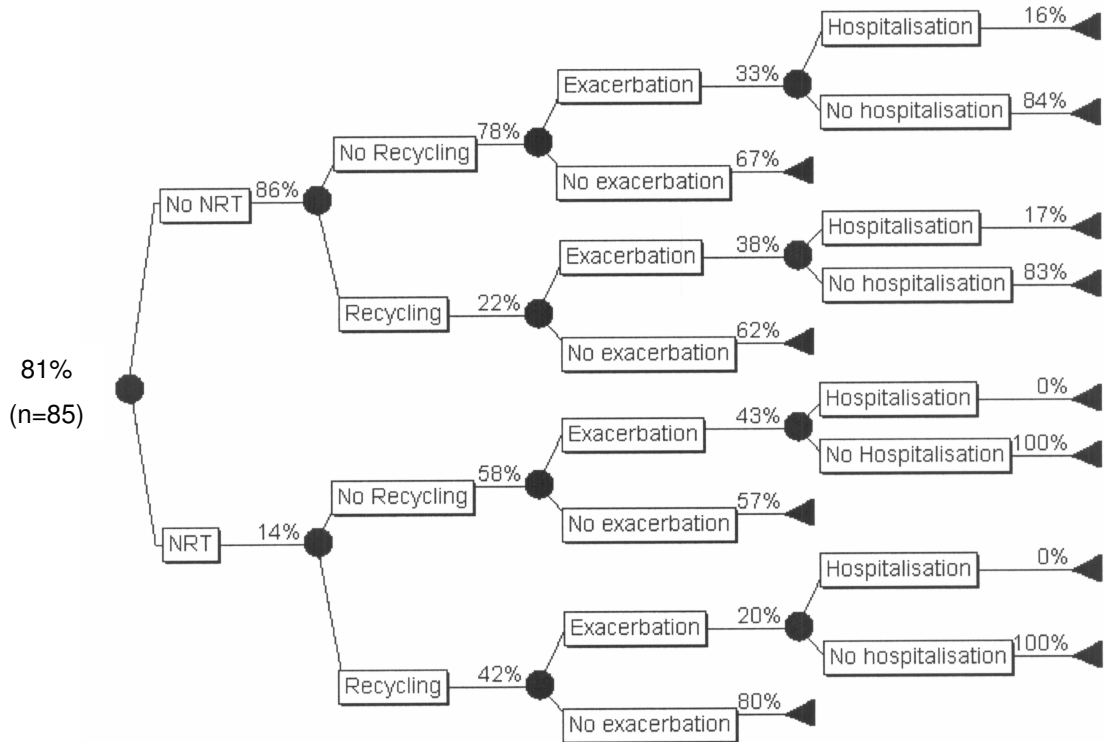 Hospitalisation 16%
Exacerbation 33%
No hospitalisation 84%
No Recycling 78%
No exacerbation 67%
No NRT 86%
Hospitalisation 17%
Exacerbation 38%
No hospitalisation 83%
Recycling 22%
No exacerbation 62%
81%
(n=85)
Hospitalisation 0%
Exacerbation 43%
No Hospitalisation 100%
No Recycling 58%
No exacerbation 57%
NRT 14%
Hospitalisation 0%
Exacerbation 20%
No hospitalisation 100%
Recycling 42%
No exacerbation 80%